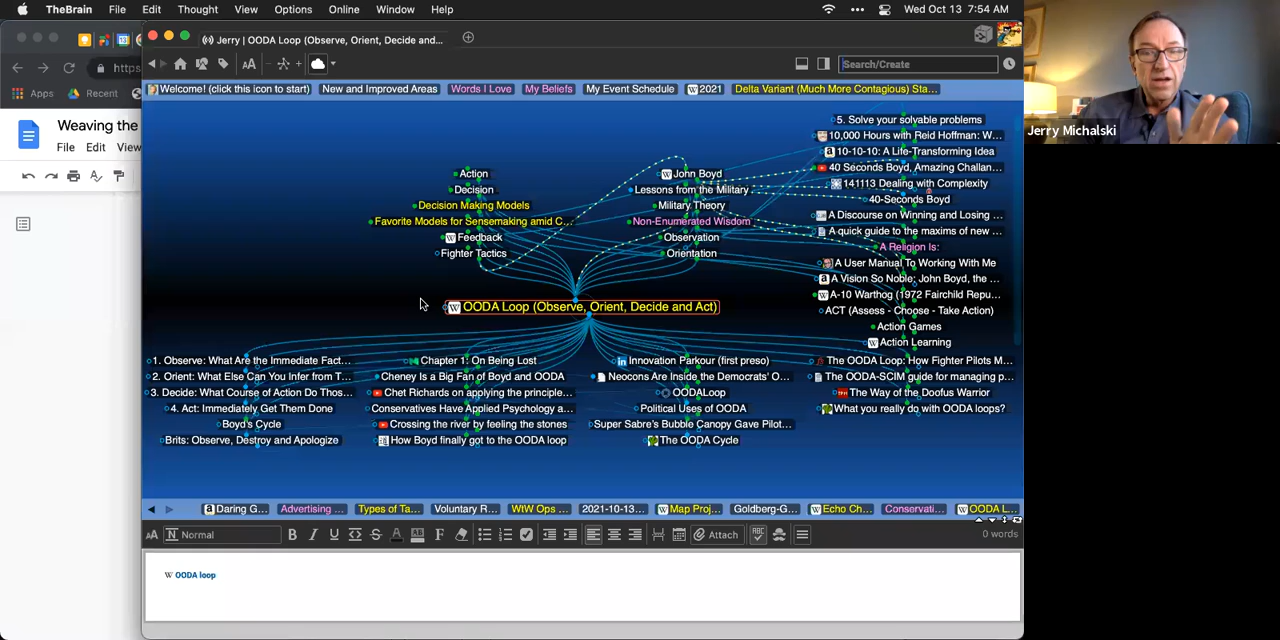 TheBrain File Edit Thought View Options Online Window Help Wed Oct 13 7:54 AM
Jerry | OODA Loop (Observe, Orient, Decide and...
https
Search/Create
Apps Recent
Welcome! (click this icon to start) New and Improved Areas Words I Love My Beliefs My Event Schedule 2021 Delta Variant (Much More Contagious) Sta...
Weaving the
File Edit View
Action
Decision
Decision Making Models
Favorite Models for Sensemaking amid C...
Feedback
Fighter Tactics
John Boyd
Lessons from the Military
Military Theory
Non-Enumerated Wisdom
Observation
Orientation
5. Solve your solvable problems
10,000 Hours with Reid Hoffman: W...
10-10-10: A Life-Transforming Idea
40 Seconds Boyd, Amazing Challan...
141113 Dealing with Complexity
40-Seconds Boyd
A Discourse on Winning and Losing ...
A quick guide to the maxims of new ...
A Religion Is:
A User Manual To Working With Me
A Vision So Noble: John Boyd, the ...
A-10 Warthog (1972 Fairchild Repu...
ACT (Assess - Choose - Take Action)
Action Games
Action Learning
OODA Loop (Observe, Orient, Decide and Act)
1. Observe: What Are the Immediate Fact...
2. Orient: What Else Can You Infer from T...
3. Decide: What Course of Action Do Thos...
4. Act: Immediately Get Them Done
Boyd's Cycle
Brits: Observe, Destroy and Apologize
Chapter 1: On Being Lost
Cheney Is a Big Fan of Boyd and OODA
Chet Richards on applying the principle...
Conservatives Have Applied Psychology a...
Crossing the river by feeling the stones
How Boyd finally got to the OODA loop
Innovation Parkour (first preso)
Neocons Are Inside the Democrats' O...
OODALoop
Political Uses of OODA
Super Sabre's Bubble Canopy Gave Pilot...
The OODA Cycle
The OODA Loop: How Fighter Pilots M...
The OODA-SCIM guide for managing p...
The Way of the Doofus Warrior
What you really do with OODA loops?
Daring G... Advertising ... Types of Ta... Voluntary R... WtW Ops ... 2021-10-13... Map Proj... Goldberg-G... Echo Ch... Conservati... OODA L...
Normal Attach 0 words
W OODA loop
Jerry Michalski